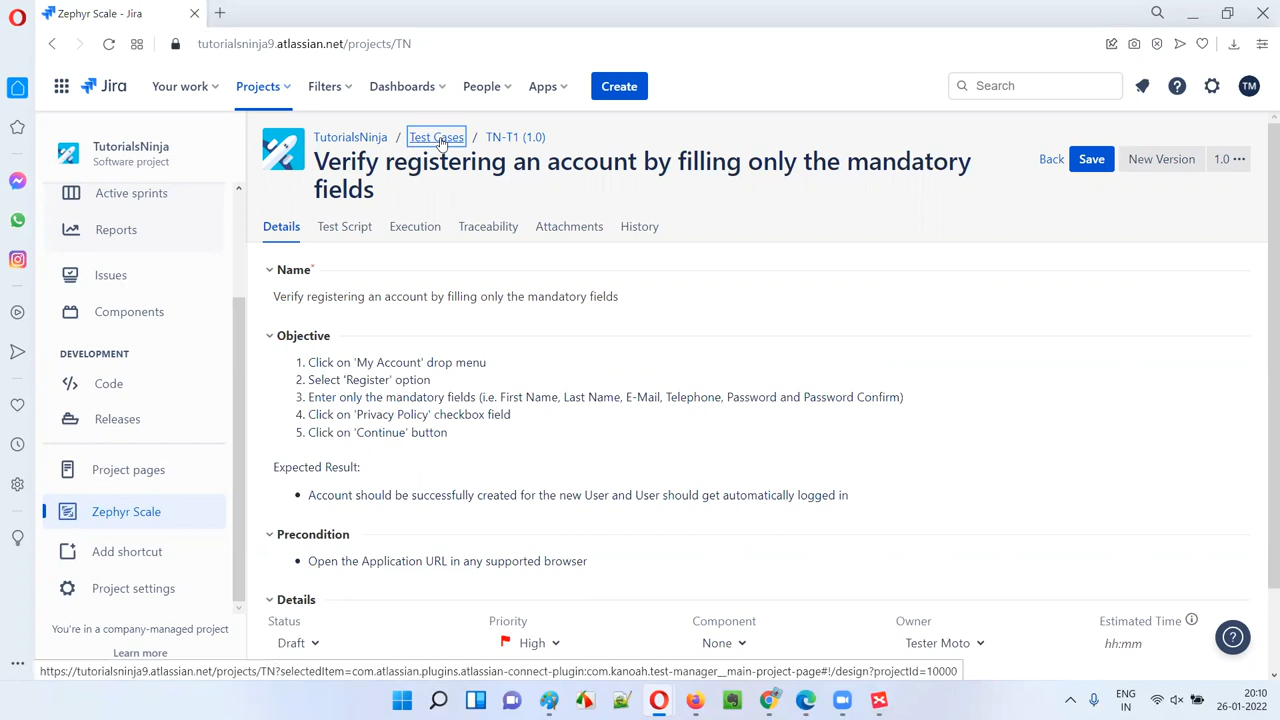 Zephyr Scale - Jira
tutorialsninja9.atlassian.net/projects/TN
Jira
Your work
Projects
Filters
Dashboards
People
Apps
Create
Search
TM
TutorialsNinja
Software project
Active sprints
Reports
Issues
Components
DEVELOPMENT
Code
Releases
Project pages
Zephyr Scale
Add shortcut
Project settings
You're in a company-managed project
Learn more
TutorialsNinja / Test Cases / TN-T1 (1.0)
Verify registering an account by filling only the mandatory
fields
Back
Save
New Version
1.0 •••
Details
Test Script
Execution
Traceability
Attachments
History
Name*
Verify registering an account by filling only the mandatory fields
Objective
1. Click on 'My Account' drop menu
2. Select 'Register' option
3. Enter only the mandatory fields (i.e. First Name, Last Name, E-Mail, Telephone, Password and Password Confirm)
4. Click on 'Privacy Policy' checkbox field
5. Click on 'Continue' button
Expected Result:
• Account should be successfully created for the new User and User should get automatically logged in
Precondition
• Open the Application URL in any supported browser
Details
Status
Priority
Component
Owner
Estimated Time
Draft
High
None
Tester Moto
hh:mm
https://tutorialsninja9.atlassian.net/projects/TN?selectedItem=com.atlassian.plugins.atlassian-connect-plugin:com.kanoah.test-manager__main-project-page#!/design?projectId=10000
ENG
IN
20:10
26-01-2022